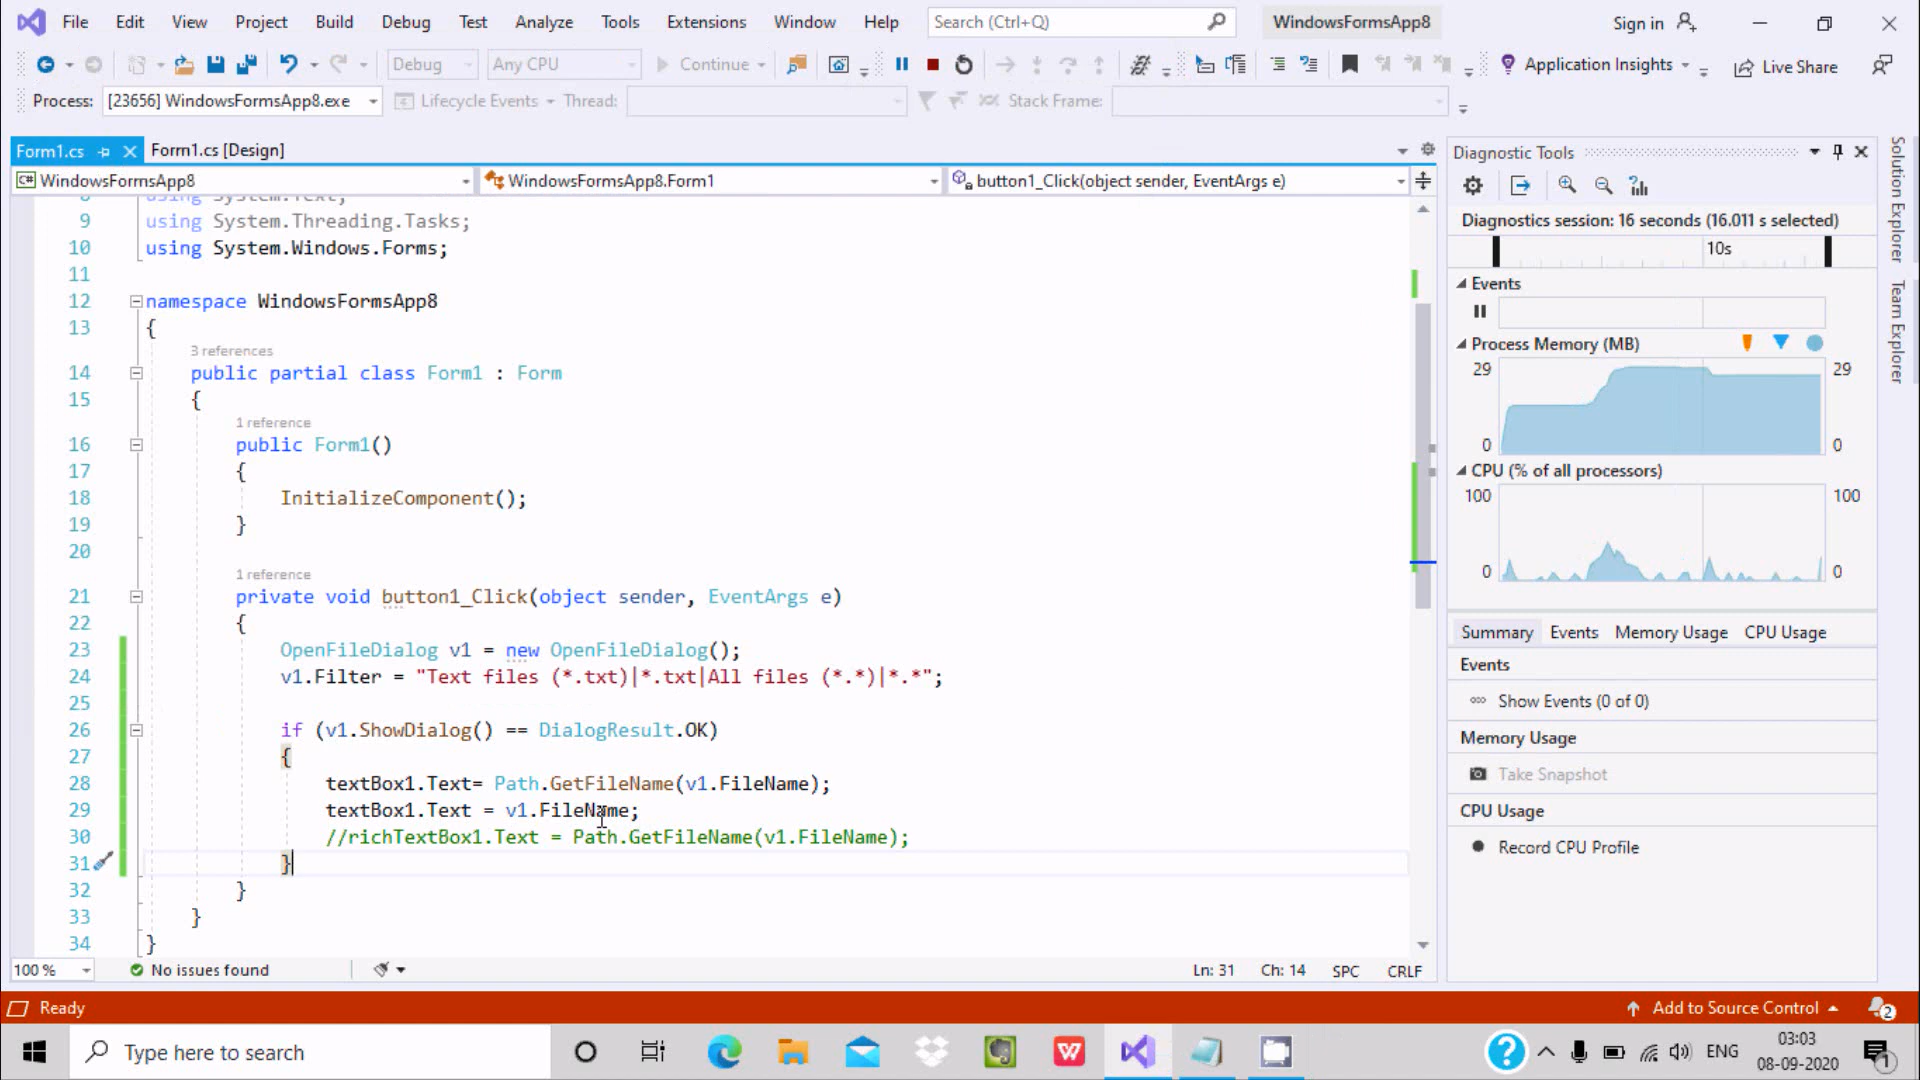 File Edit View Project Build Debug Test Analyze Tools Extensions Window Help Search (Ctrl+Q) WindowsFormsApp8 Sign in
Debug Any CPU Continue Application Insights Live Share
Process: [23656] WindowsFormsApp8.exe Lifecycle Events Thread: Stack Frame:
Form1.cs Form1.cs [Design]
WindowsFormsApp8 WindowsFormsApp8.Form1 button1_Click(object sender, EventArgs e)
8 using System.Text;
9 using System.Threading.Tasks;
10 using System.Windows.Forms;
11
12 namespace WindowsFormsApp8
13 {
3 references
14 public partial class Form1 : Form
15 {
1 reference
16 public Form1()
17 {
18 InitializeComponent();
19 }
20
1 reference
21 private void button1_Click(object sender, EventArgs e)
22 {
23 OpenFileDialog v1 = new OpenFileDialog();
24 v1.Filter = "Text files (*.txt)|*.txt|All files (*.*)|*.*";
25
26 if (v1.ShowDialog() == DialogResult.OK)
27 {
28 textBox1.Text= Path.GetFileName(v1.FileName);
29 textBox1.Text = v1.FileName;
30 //richTextBox1.Text = Path.GetFileName(v1.FileName);
31 }
32 }
33 }
34 }
100 % No issues found Ln: 31 Ch: 14 SPC CRLF
Diagnostic Tools
Diagnostics session: 16 seconds (16.011 s selected)
10s
Events
Process Memory (MB)
29 29
0 0
CPU (% of all processors)
100 100
0 0
Summary Events Memory Usage CPU Usage
Events
Show Events (0 of 0)
Memory Usage
Take Snapshot
CPU Usage
Record CPU Profile
Solution Explorer
Team Explorer
Ready Add to Source Control 2
Type here to search ENG 03:03
08-09-2020 1